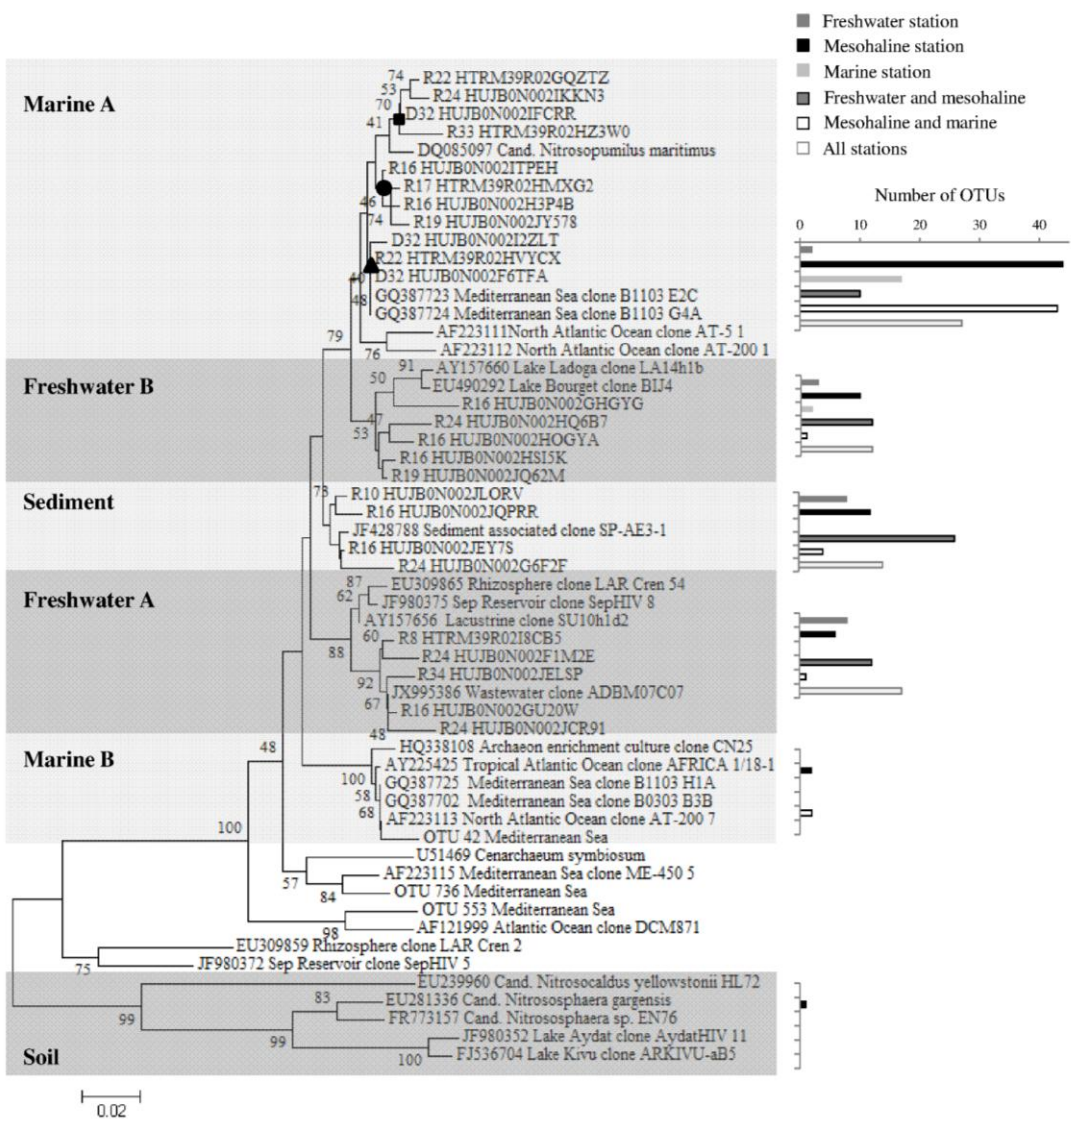 Freshwater station
Mesohaline station
Marine station
Freshwater and mesohaline
Mesohaline and marine
All stations
Number of OTUs
0 10 20 30 40
Marine A
74 R22 HTRM39R02GQZTZ
53 R24 HUJB0N002IKKN3
70 D32 HUJB0N002IFCRR
41 R33 HTRM39R02HZ3W0
DQ085097 Cand. Nitrosopumilus maritimus
R16 HUJB0N002ITPEH
R17 HTRM39R02HMXG2
46 R16 HUJB0N002H3P4B
74 R19 HUJB0N002JY578
D32 HUJB0N002I2ZLT
R22 HTRM39R02HVYCX
40 D32 HUJB0N002F6TFA
48 GQ387723 Mediterranean Sea clone B1103 E2C
GQ387724 Mediterranean Sea clone B1103 G4A
79 AF223111North Atlantic Ocean clone AT-5 1
76 AF223112 North Atlantic Ocean clone AT-200 1
Freshwater B
91 AY157660 Lake Ladoga clone LA14h1b
50 EU490292 Lake Bourget clone BIJ4
R16 HUJB0N002GHGYG
47 R24 HUJB0N002HQ6B7
53 R16 HUJB0N002HOGYA
R16 HUJB0N002HSI5K
R19 HUJB0N002JQ62M
Sediment
73 R10 HUJB0N002JLORV
R16 HUJB0N002JQPRR
JF428788 Sediment associated clone SP-AE3-1
R16 HUJB0N002JEY7S
R24 HUJB0N002G6F2F
Freshwater A
87 EU309865 Rhizosphere clone LAR Cren 54
62 JF980375 Sep Reservoir clone SepHIV 8
AY157656 Lacustrine clone SU10h1d2
60 R8 HTRM39R02I8CB5
88 R24 HUJB0N002F1M2E
R34 HUJB0N002JELSP
92 JX995386 Wastewater clone ADBM07C07
67 R16 HUJB0N002GU20W
48 R24 HUJB0N002JCR91
Marine B
48 HQ338108 Archaeon enrichment culture clone CN25
AY225425 Tropical Atlantic Ocean clone AFRICA 1/18-1
100 GQ387725 Mediterranean Sea clone B1103 H1A
58 GQ387702 Mediterranean Sea clone B0303 B3B
68 AF223113 North Atlantic Ocean clone AT-200 7
100 OTU 42 Mediterranean Sea
U51469 Cenarchaeum symbiosum
57 AF223115 Mediterranean Sea clone ME-450 5
84 OTU 736 Mediterranean Sea
OTU 553 Mediterranean Sea
98 AF121999 Atlantic Ocean clone DCM871
EU309859 Rhizosphere clone LAR Cren 2
75 JF980372 Sep Reservoir clone SepHIV 5
EU239960 Cand. Nitrosocaldus yellowstonii HL72
83 EU281336 Cand. Nitrososphaera gargensis
99 FR773157 Cand. Nitrososphaera sp. EN76
99 JF980352 Lake Aydat clone AydatHIV 11
100 FJ536704 Lake Kivu clone ARKIVU-aB5
Soil
0.02